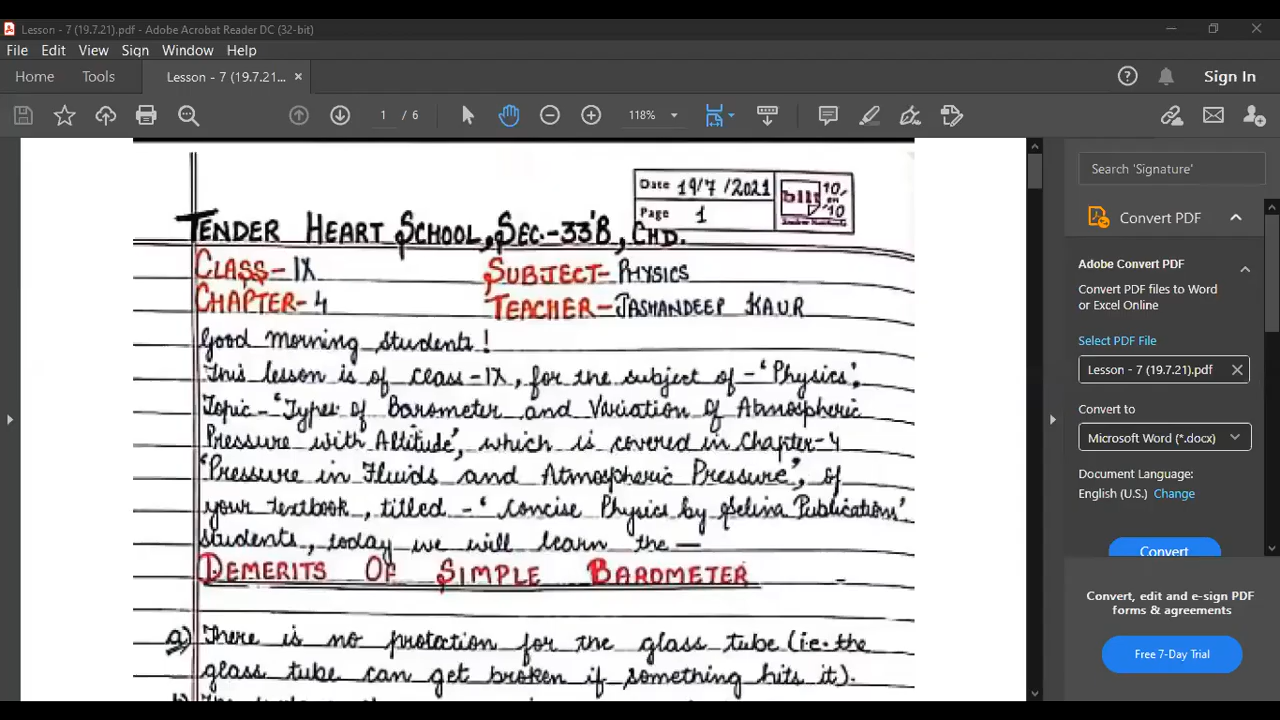 Lesson - 7 (19.7.21).pdf - Adobe Acrobat Reader DC (32-bit)
File Edit View Sign Window Help
Home Tools Lesson - 7 (19.7.21... × Sign In
1 / 6 118%
Search 'Signature'
Convert PDF
Adobe Convert PDF
Convert PDF files to Word
or Excel Online
Select PDF File
Lesson - 7 (19.7.21).pdf
Convert to
Microsoft Word (*.docx)
Document Language:
English (U.S.) Change
Convert
Convert, edit and e-sign PDF
forms & agreements
Free 7-Day Trial
Date 19/7/2021
Page 1
TENDER HEART SCHOOL, SEC.-33'B, CHD.
CLASS- IX SUBJECT- PHYSICS
CHAPTER- 4 TEACHER- JASHANDEEP KAUR
Good Morning students!
This lesson is of class-IX, for the subject of -'Physics',
Topic-'Types of Barometer and Variation of Atmospheric
Pressure with Altitude', which is covered in Chapter-4
'Pressure in Fluids and Atmospheric Pressure', of
your textbook, titled -' Concise Physics by Selina Publications'
students, today we will learn the —
DEMERITS OF SIMPLE BAROMETER
a) There is no protation for the glass tube (i.e. the
glass tube can get broken if something hits it).